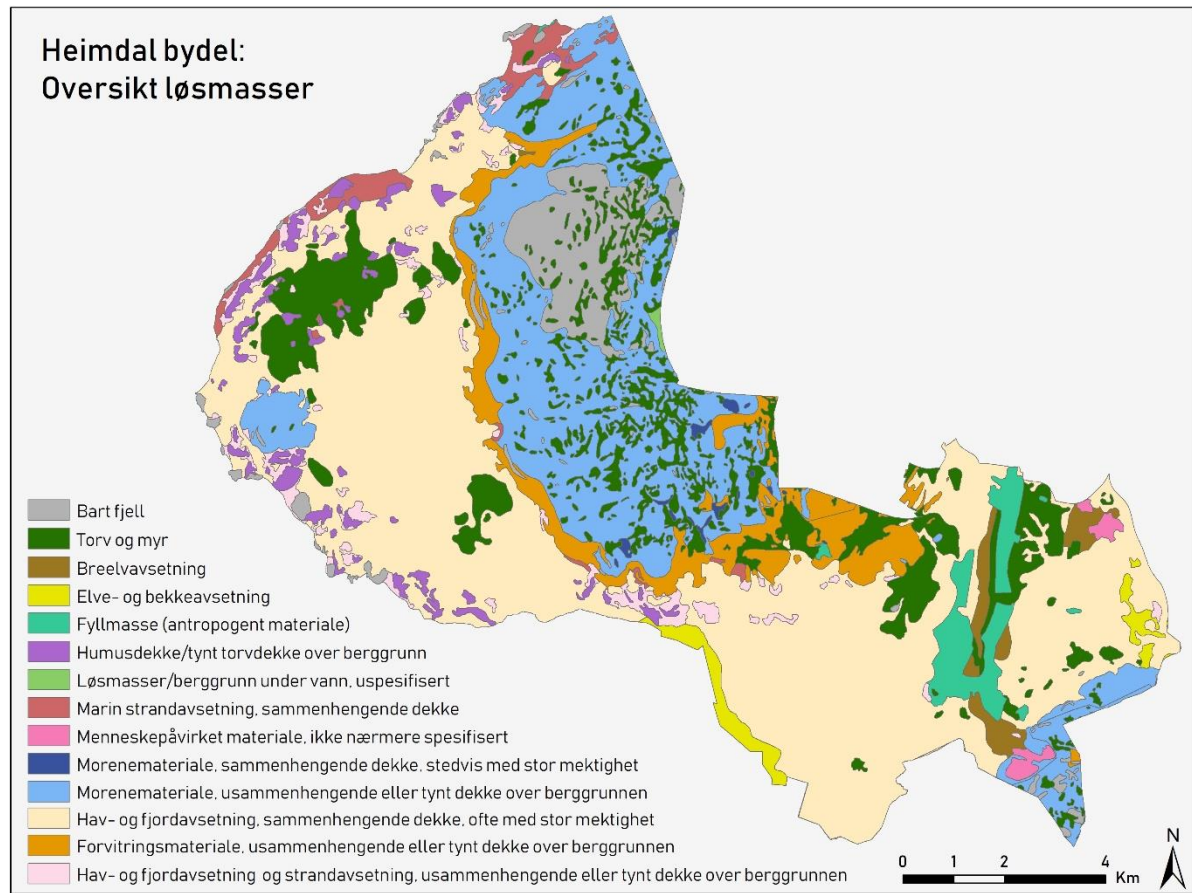 Heimdal bydel:
Oversikt løsmasser
Bart fjell
Torv og myr
Breelvavsetning
Elve- og bekkeavsetning
Fyllmasse (antropogent materiale)
Humusdekke/tynt torvdekke over berggrunn
Løsmasser/berggrunn under vann, uspesifisert
Marin strandavsetning, sammenhengende dekke
Menneskepåvirket materiale, ikke nærmere spesifisert
Morenemateriale, sammenhengende dekke, stedvis med stor mektighet
Morenemateriale, usammenhengende eller tynt dekke over berggrunnen
Hav- og fjordavsetning, sammenhengende dekke, ofte med stor mektighet
Forvitringsmateriale, usammenhengende eller tynt dekke over berggrunnen
Hav- og fjordavsetning og strandavsetning, usammenhengende eller tynt dekke over berggrunnen
0 1 2 4
Km
N